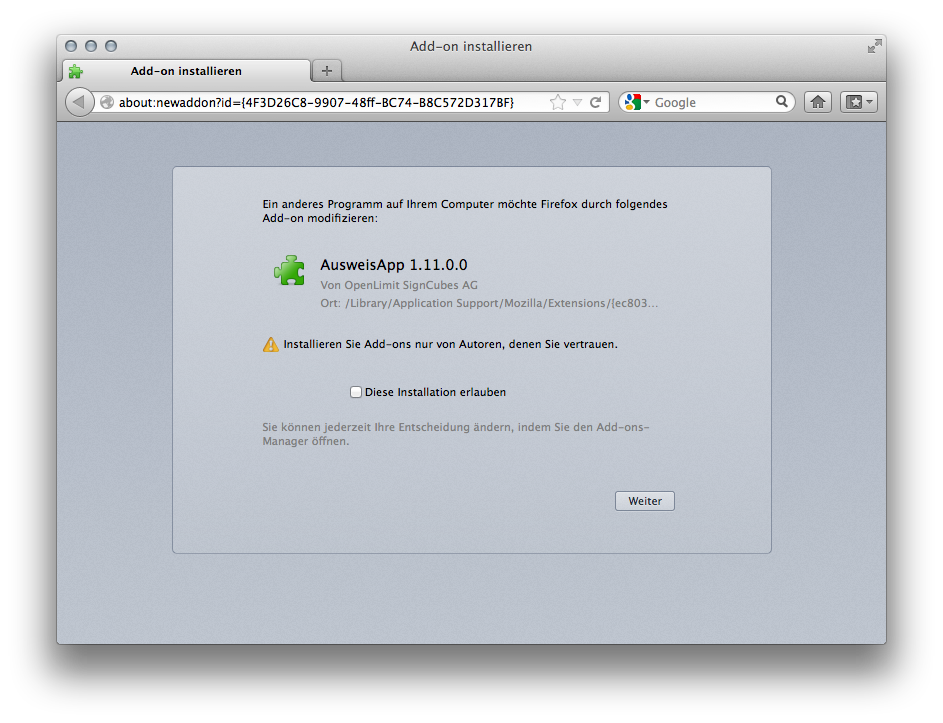 Add-on installieren
Add-on installieren
about:newaddon?id={4F3D26C8-9907-48ff-BC74-B8C572D317BF}
Google
Ein anderes Programm auf Ihrem Computer möchte Firefox durch folgendes
Add-on modifizieren:
AusweisApp 1.11.0.0
Von OpenLimit SignCubes AG
Ort: /Library/Application Support/Mozilla/Extensions/{ec803...
Installieren Sie Add-ons nur von Autoren, denen Sie vertrauen.
Diese Installation erlauben
Sie können jederzeit Ihre Entscheidung ändern, indem Sie den Add-ons-
Manager öffnen.
Weiter